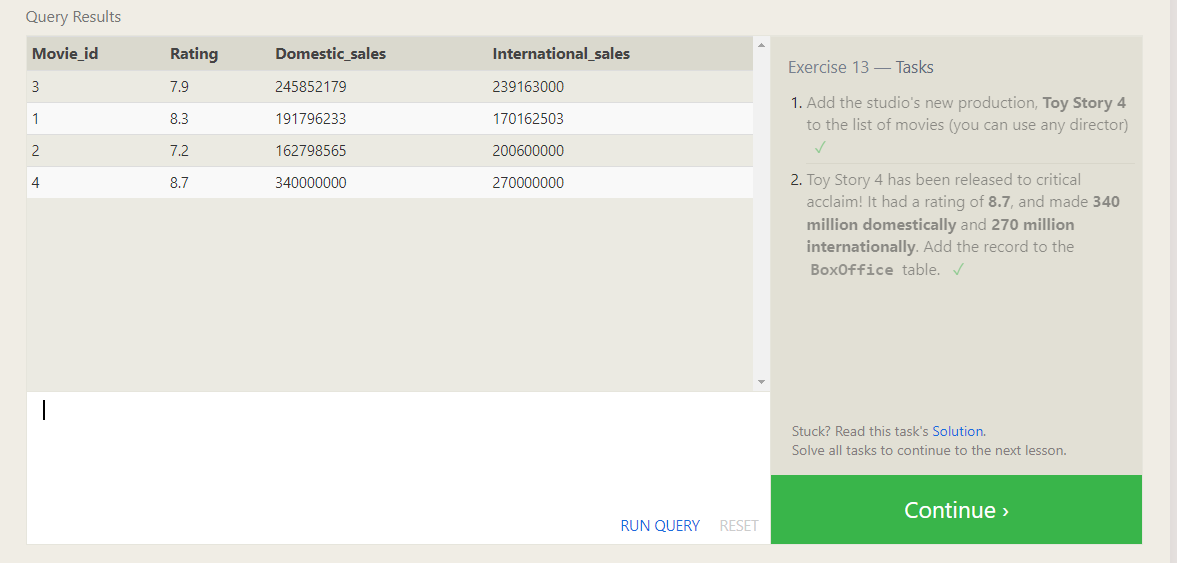 Query Results
Movie_id Rating Domestic_sales International_sales
3 7.9 245852179 239163000
1 8.3 191796233 170162503
2 7.2 162798565 200600000
4 8.7 340000000 270000000
RUN QUERY RESET
Exercise 13 — Tasks
1. Add the studio's new production, Toy Story 4
to the list of movies (you can use any director)
✓
2. Toy Story 4 has been released to critical
acclaim! It had a rating of 8.7, and made 340
million domestically and 270 million
internationally. Add the record to the
BoxOffice table. ✓
Stuck? Read this task's Solution.
Solve all tasks to continue to the next lesson.
Continue ›